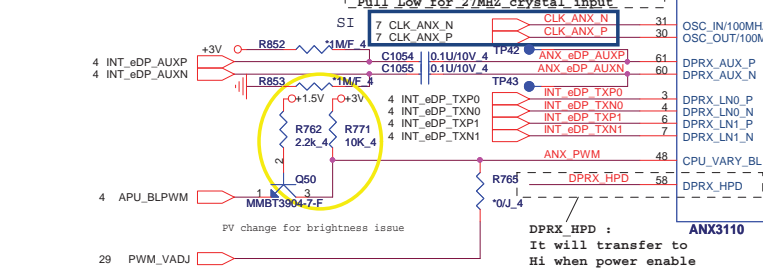 Pull Low for 27MHZ crystal input
SI
7 CLK_ANX_N
CLK_ANX_N
31
OSC_IN/100MH
7 CLK_ANX_P
CLK_ANX_P
30
OSC_OUT/100M
+3V
R852
*1M/F_4
C1054
0.1U/10V_4
TP42
4 INT_eDP_AUXP
ANX_eDP_AUXP
61
DPRX_AUX_P
4 INT_eDP_AUXN
C1055
0.1U/10V_4
ANX_eDP_AUXN
60
DPRX_AUX_N
R853
*1M/F_4
TP43
+1.5V
+3V
4 INT_eDP_TXP0
INT_eDP_TXP0
3
DPRX_LN0_P
4 INT_eDP_TXN0
INT_eDP_TXN0
4
DPRX_LN0_N
4 INT_eDP_TXP1
INT_eDP_TXP1
6
DPRX_LN1_P
4 INT_eDP_TXN1
INT_eDP_TXN1
7
DPRX_LN1_N
R762
2.2k_4
R771
10K_4
2
ANX_PWM
48
CPU_VARY_BL
Q50
R765
DPRX_HPD
58
DPRX_HPD
4 APU_BLPWM
1
3
MMBT3904-7-F
*0/J_4
PV change for brightness issue
DPRX_HPD :
ANX3110
It will transfer to
Hi when power enable
29 PWM_VADJ